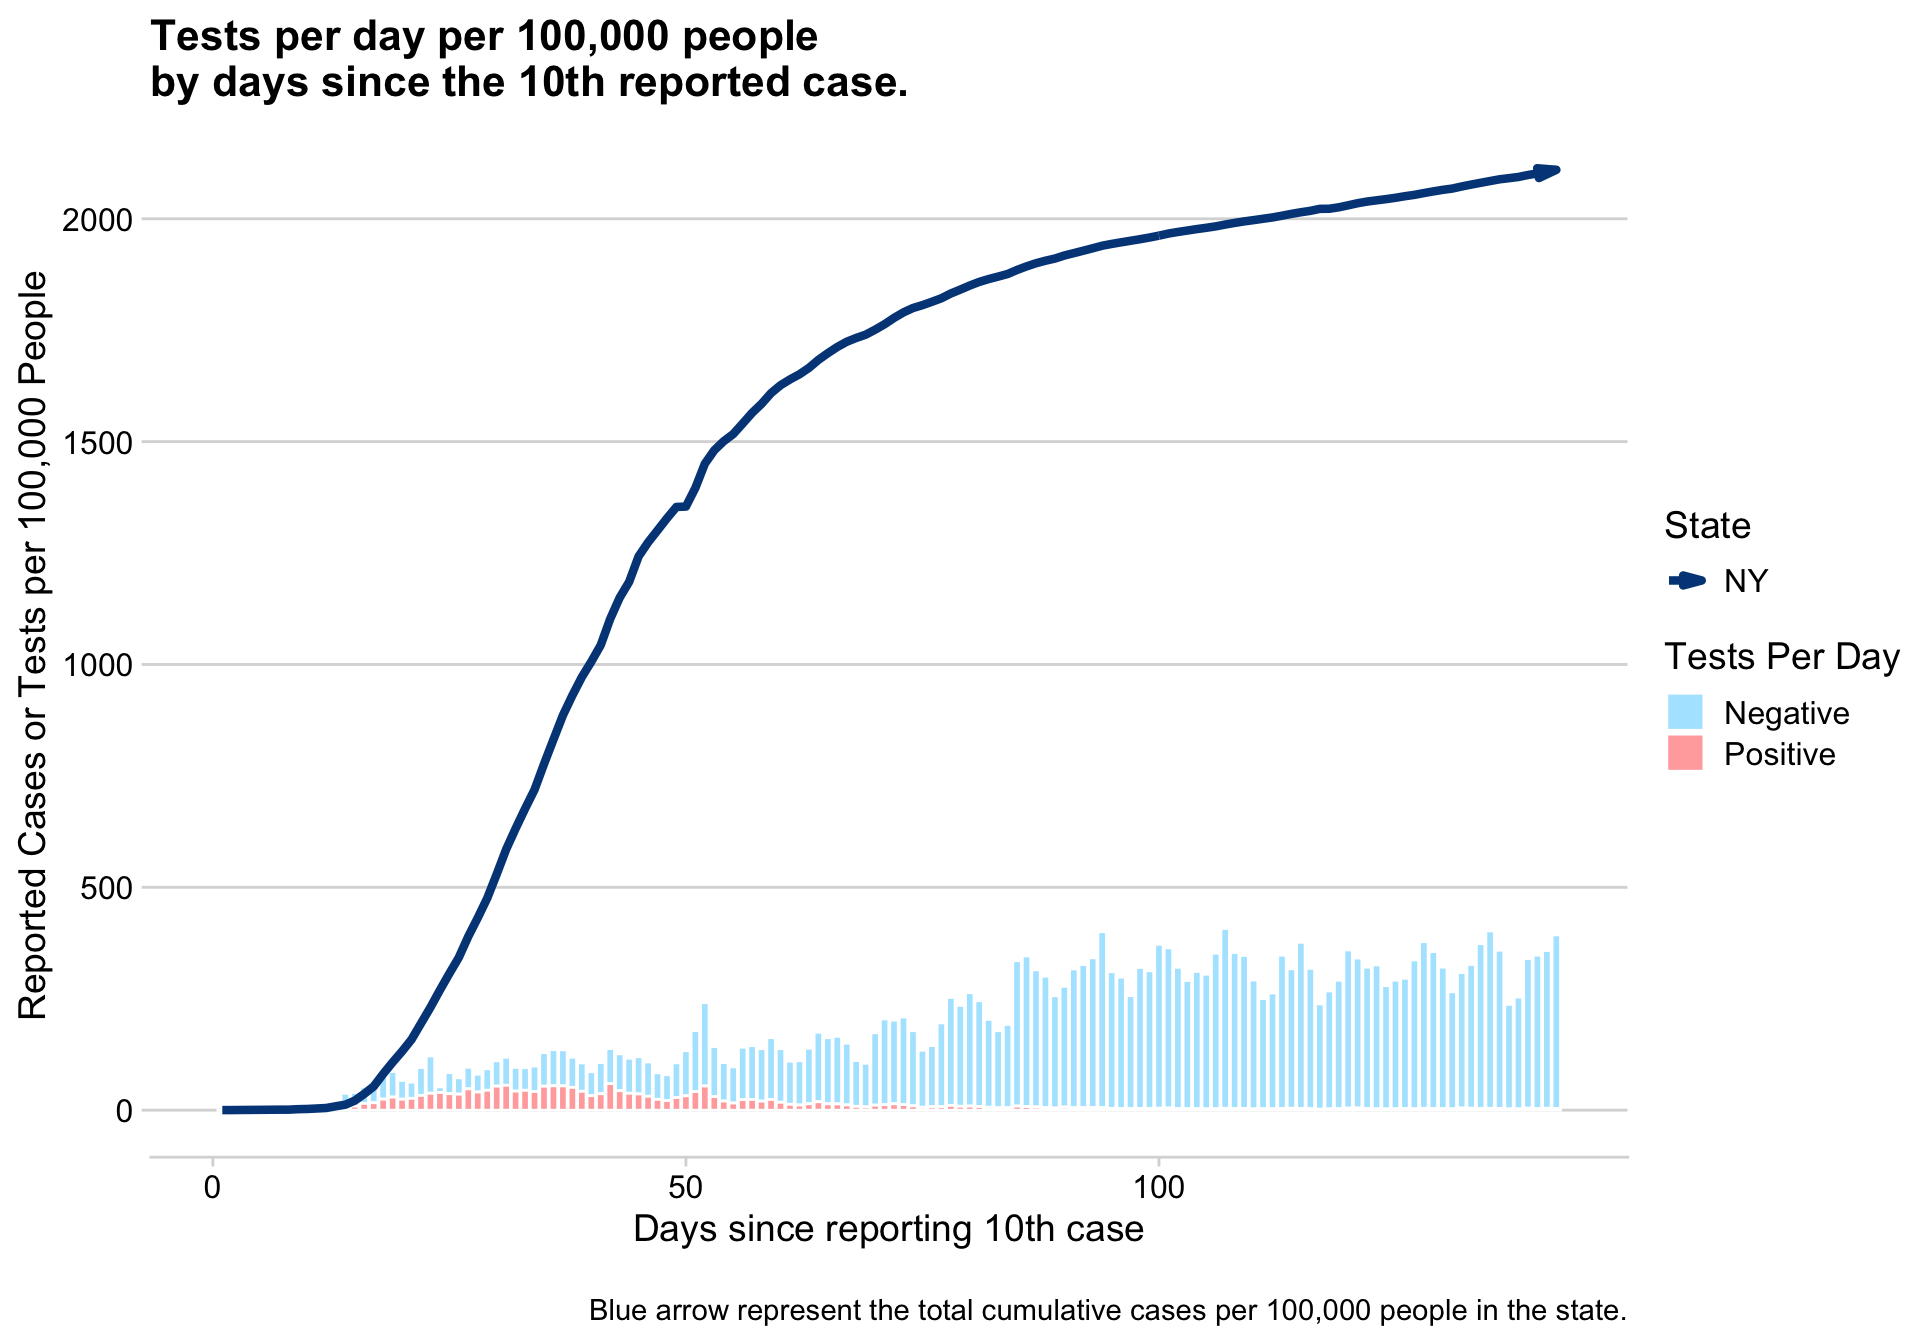 Tests per day per 100,000 people
by days since the 10th reported case.
Reported Cases or Tests per 100,000 People
2000
1500
1000
500
0
0
50
100
Days since reporting 10th case
State
NY
Tests Per Day
Negative
Positive
Blue arrow represent the total cumulative cases per 100,000 people in the state.